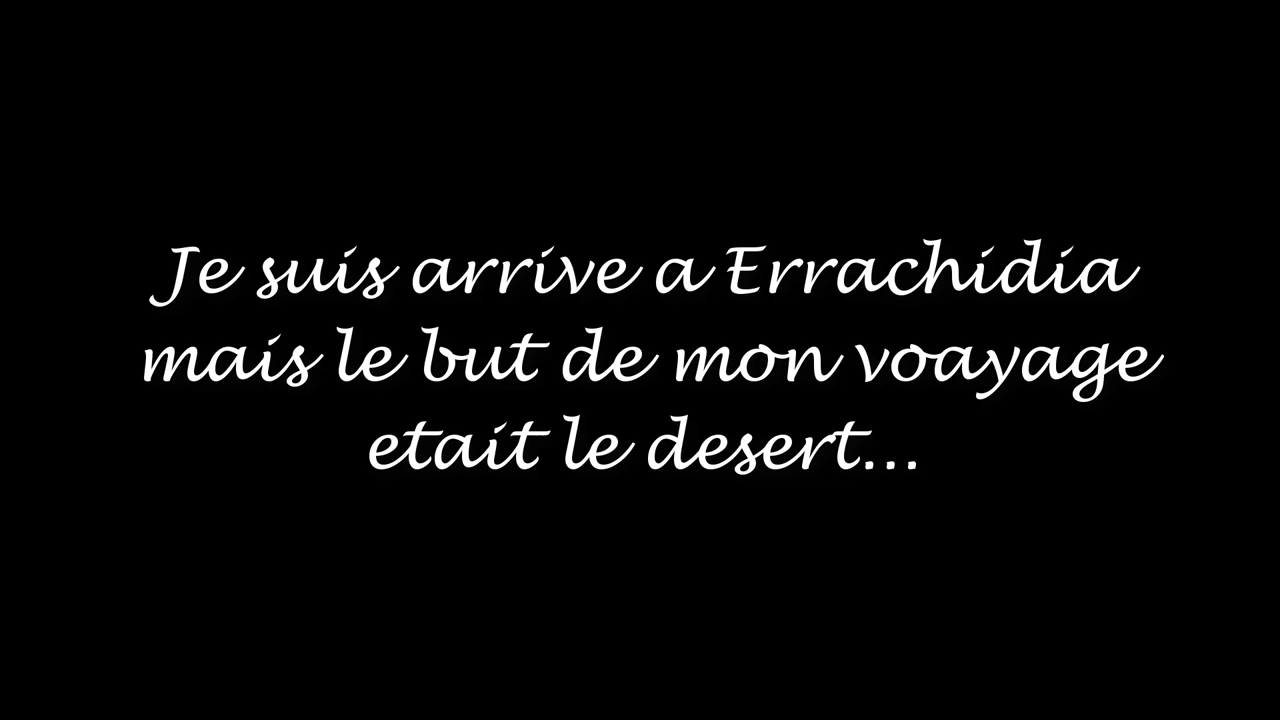 Je suis arrive a Errachidia
mais le but de mon voayage
etait le desert...